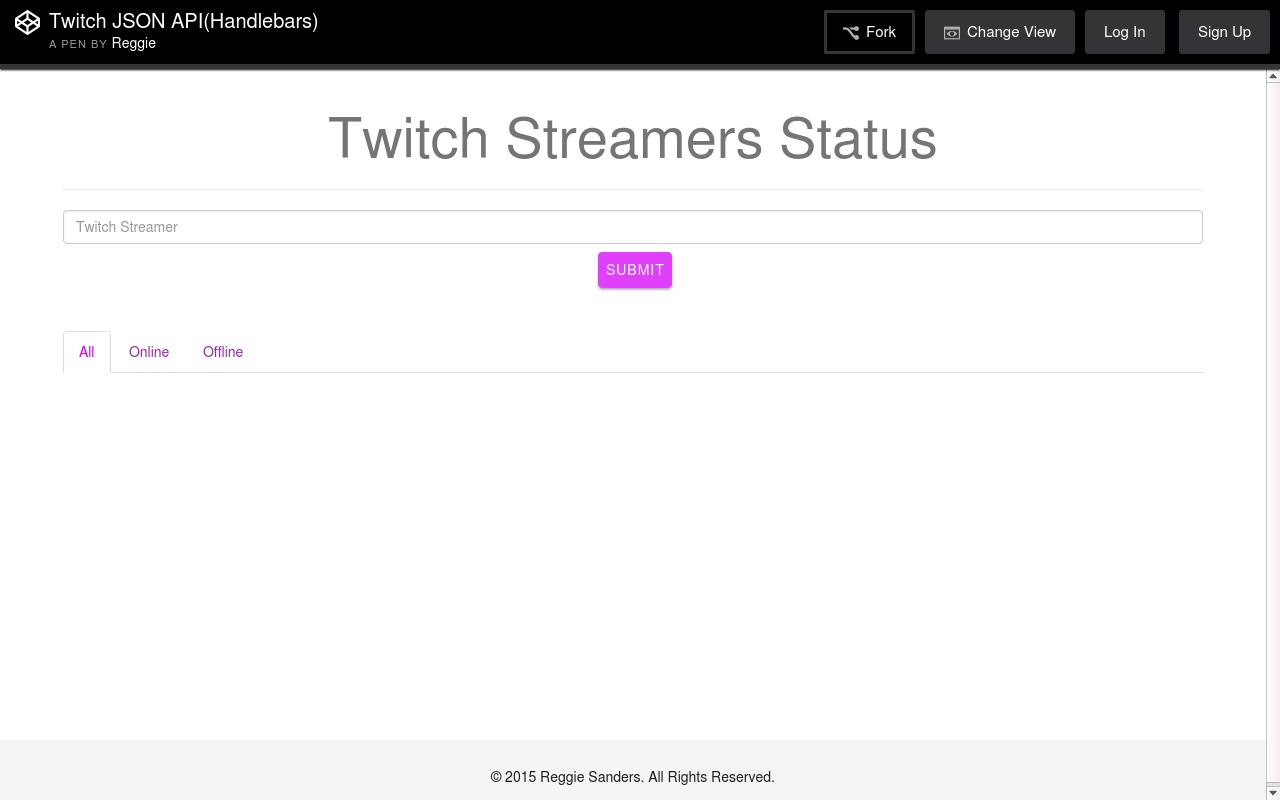 Twitch JSON API(Handlebars)
A PEN BY Reggie
Fork
Change View
Log In
Sign Up
Twitch Streamers Status
Twitch Streamer
SUBMIT
All
Online
Offline
© 2015 Reggie Sanders. All Rights Reserved.